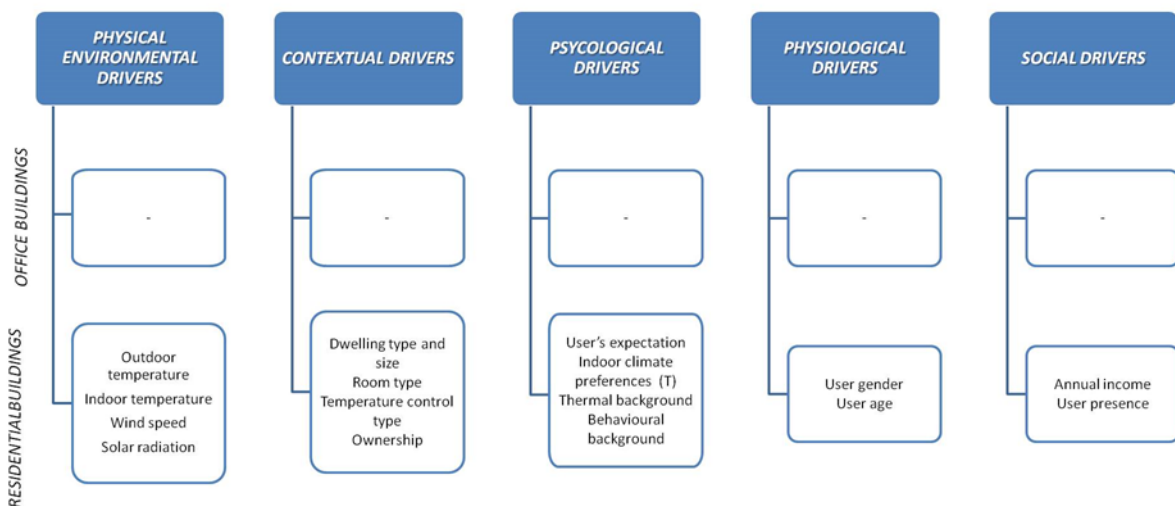 PHYSICAL
ENVIRONMENTAL
DRIVERS
CONTEXTUAL DRIVERS
PSYCOLOGICAL
DRIVERS
PHYSIOLOGICAL
DRIVERS
SOCIAL DRIVERS
OFFICE BUILDINGS
-
-
-
-
-
RESIDENTIALBUILDINGS
Outdoor
temperature
Indoor temperature
Wind speed
Solar radiation
Dwelling type and
size
Room type
Temperature control
type
Ownership
User's expectation
Indoor climate
preferences (T)
Thermal background
Behavioural
background
User gender
User age
Annual income
User presence